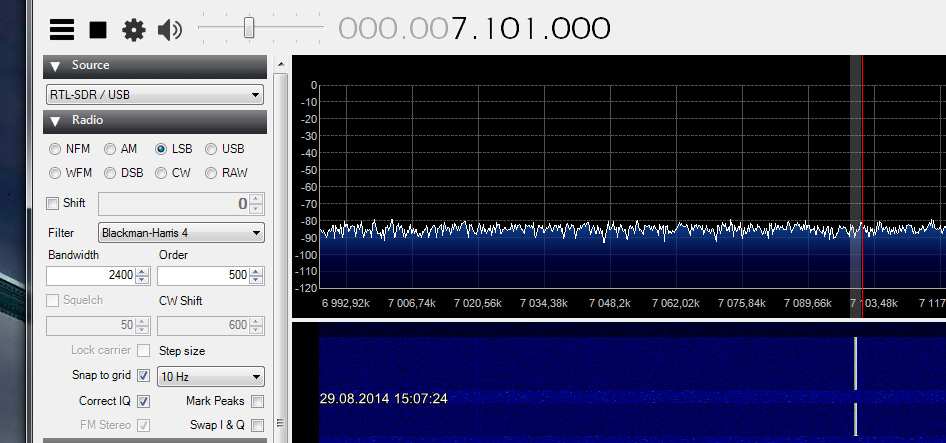 000.007.101.000
Source
RTL-SDR / USB
Radio
NFM AM LSB USB
WFM DSB CW RAW
Shift 0
Filter Blackman-Harris 4
Bandwidth Order
2400 500
Squelch CW Shift
50 600
Lock carrier Step size
Snap to grid 10 Hz
Correct IQ Mark Peaks
FM Stereo Swap I & Q
0
-10
-20
-30
-40
-50
-60
-70
-80
-90
-100
-110
-120
6 992,92k 7 006,74k 7 020,56k 7 034,38k 7 048,2k 7 062,02k 7 075,84k 7 089,66k 7 103,48k 7 117
29.08.2014 15:07:24